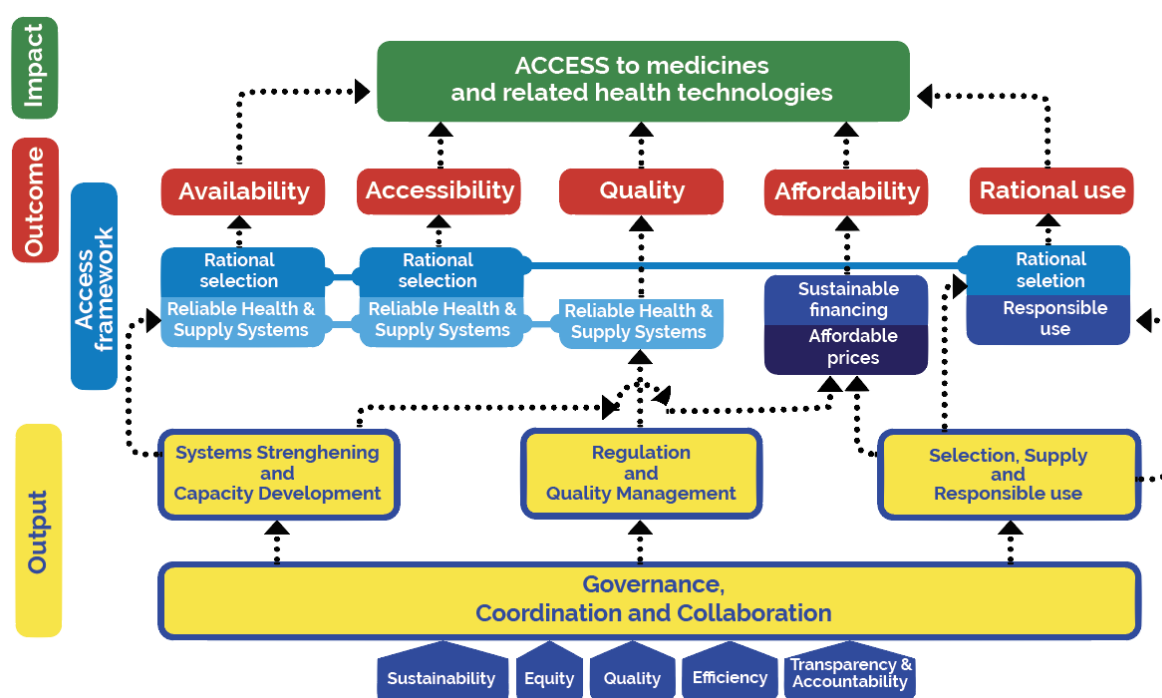 Impact
ACCESS to medicines
and related health technologies
Outcome
Availability
Accessibility
Quality
Affordability
Rational use
Access
framework
Rational
selection
Reliable Health &
Supply Systems
Rational
selection
Reliable Health &
Supply Systems
Reliable Health &
Supply Systems
Sustainable
financing
Affordable
prices
Rational
seletion
Responsible
use
Output
Systems Strenghening
and
Capacity Development
Regulation
and
Quality Management
Selection, Supply
and
Responsible use
Governance,
Coordination and Collaboration
Sustainability
Equity
Quality
Efficiency
Transparency &
Accountability